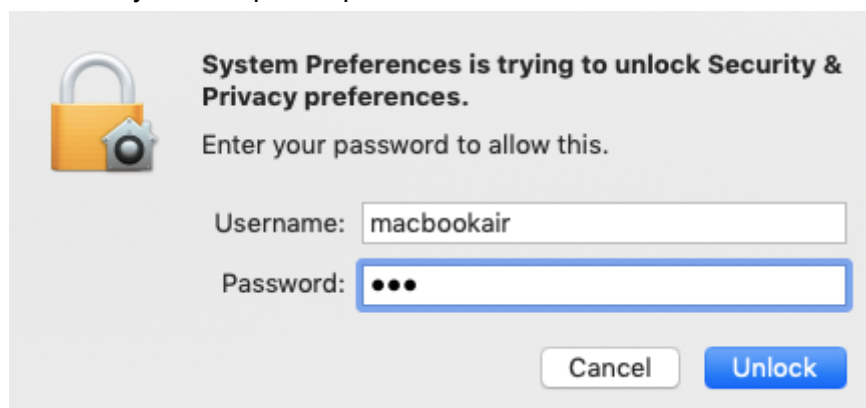 System Preferences is trying to unlock Security &
Privacy preferences.
Enter your password to allow this.
Username: macbookair
Password: •••
Cancel Unlock